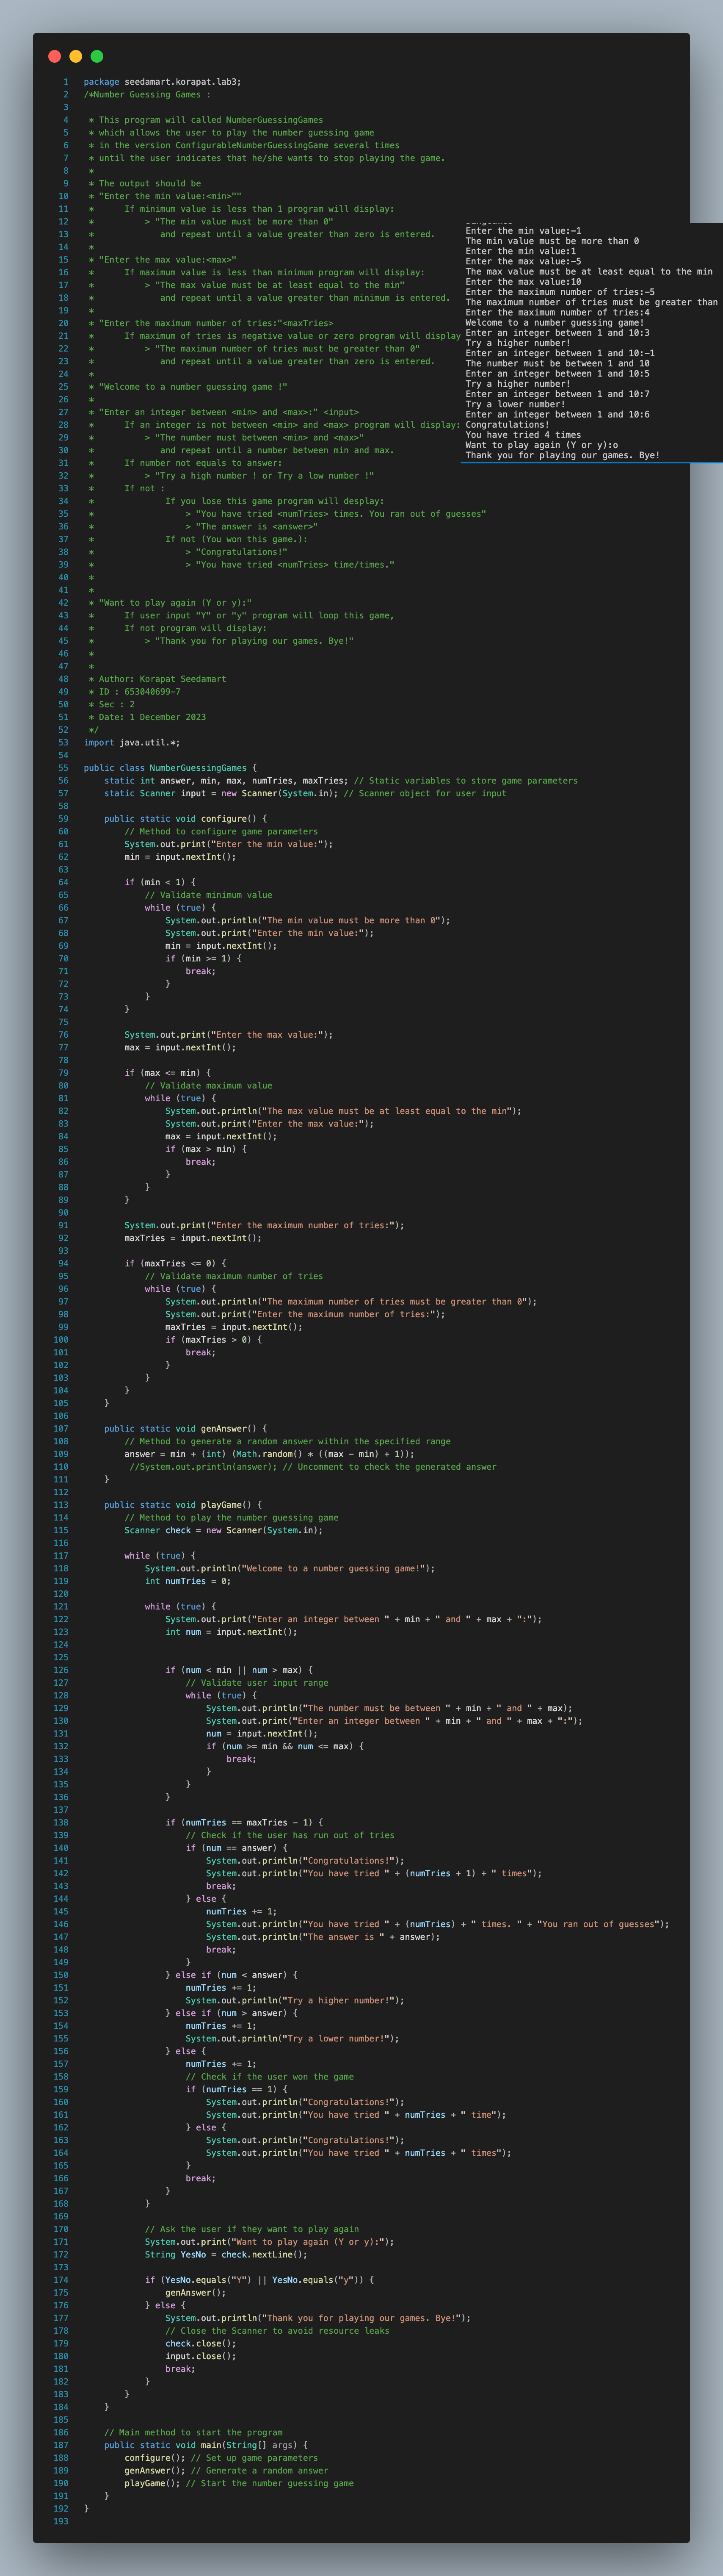 1 package seedamart.korapat.lab3;
2 /*Number Guessing Games :
3
4  * This program will called NumberGuessingGames
5  * which allows the user to play the number guessing game
6  * in the version ConfigurableNumberGuessingGame several times
7  * until the user indicates that he/she wants to stop playing the game.
8  *
9  * The output should be
10  * "Enter the min value:<min>""
11  *      If minimum value is less than 1 program will display:
12  *          > "The min value must be more than 0"
13  *             and repeat until a value greater than zero is entered.
14  *
15  * "Enter the max value:<max>"
16  *      If maximum value is less than minimum program will display:
17  *          > "The max value must be at least equal to the min"
18  *             and repeat until a value greater than minimum is entered.
19  *
20  * "Enter the maximum number of tries:"<maxTries>
21  *      If maximum of tries is negative value or zero program will display
22  *          > "The maximum number of tries must be greater than 0"
23  *             and repeat until a value greater than zero is entered.
24  *
25  * "Welcome to a number guessing game !"
26  *
27  * "Enter an integer between <min> and <max>:" <input>
28  *      If an integer is not between <min> and <max> program will display:
29  *          > "The number must between <min> and <max>"
30  *             and repeat until a number between min and max.
31  *      If number not equals to answer:
32  *          > "Try a high number ! or Try a low number !"
33  *      If not :
34  *              If you lose this game program will desplay:
35  *                  > "You have tried <numTries> times. You ran out of guesses"
36  *                  > "The answer is <answer>"
37  *              If not (You won this game.):
38  *                  > "Congratulations!"
39  *                  > "You have tried <numTries> time/times."
40  *
41  *
42  * "Want to play again (Y or y):"
43  *      If user input "Y" or "y" program will loop this game,
44  *      If not program will display:
45  *          > "Thank you for playing our games. Bye!"
46  *
47  *
48  * Author: Korapat Seedamart
49  * ID : 653040699-7
50  * Sec : 2
51  * Date: 1 December 2023
52  */
53 import java.util.*;
54
55 public class NumberGuessingGames {
56     static int answer, min, max, numTries, maxTries; // Static variables to store game parameters
57     static Scanner input = new Scanner(System.in); // Scanner object for user input
58
59     public static void configure() {
60         // Method to configure game parameters
61         System.out.print("Enter the min value:");
62         min = input.nextInt();
63
64         if (min < 1) {
65             // Validate minimum value
66             while (true) {
67                 System.out.println("The min value must be more than 0");
68                 System.out.print("Enter the min value:");
69                 min = input.nextInt();
70                 if (min >= 1) {
71                     break;
72                 }
73             }
74         }
75
76         System.out.print("Enter the max value:");
77         max = input.nextInt();
78
79         if (max <= min) {
80             // Validate maximum value
81             while (true) {
82                 System.out.println("The max value must be at least equal to the min");
83                 System.out.print("Enter the max value:");
84                 max = input.nextInt();
85                 if (max > min) {
86                     break;
87                 }
88             }
89         }
90
91         System.out.print("Enter the maximum number of tries:");
92         maxTries = input.nextInt();
93
94         if (maxTries <= 0) {
95             // Validate maximum number of tries
96             while (true) {
97                 System.out.println("The maximum number of tries must be greater than 0");
98                 System.out.print("Enter the maximum number of tries:");
99                 maxTries = input.nextInt();
100                 if (maxTries > 0) {
101                     break;
102                 }
103             }
104         }
105     }
106
107     public static void genAnswer() {
108         // Method to generate a random answer within the specified range
109         answer = min + (int) (Math.random() * ((max - min) + 1));
110          //System.out.println(answer); // Uncomment to check the generated answer
111     }
112
113     public static void playGame() {
114         // Method to play the number guessing game
115         Scanner check = new Scanner(System.in);
116
117         while (true) {
118             System.out.println("Welcome to a number guessing game!");
119             int numTries = 0;
120
121             while (true) {
122                 System.out.print("Enter an integer between " + min + " and " + max + ":");
123                 int num = input.nextInt();
124
125
126                 if (num < min || num > max) {
127                     // Validate user input range
128                     while (true) {
129                         System.out.println("The number must be between " + min + " and " + max);
130                         System.out.print("Enter an integer between " + min + " and " + max + ":");
131                         num = input.nextInt();
132                         if (num >= min && num <= max) {
133                             break;
134                         }
135                     }
136                 }
137
138                 if (numTries == maxTries - 1) {
139                     // Check if the user has run out of tries
140                     if (num == answer) {
141                         System.out.println("Congratulations!");
142                         System.out.println("You have tried " + (numTries + 1) + " times");
143                         break;
144                     } else {
145                         numTries += 1;
146                         System.out.println("You have tried " + (numTries) + " times. " + "You ran out of guesses");
147                         System.out.println("The answer is " + answer);
148                         break;
149                     }
150                 } else if (num < answer) {
151                     numTries += 1;
152                     System.out.println("Try a higher number!");
153                 } else if (num > answer) {
154                     numTries += 1;
155                     System.out.println("Try a lower number!");
156                 } else {
157                     numTries += 1;
158                     // Check if the user won the game
159                     if (numTries == 1) {
160                         System.out.println("Congratulations!");
161                         System.out.println("You have tried " + numTries + " time");
162                     } else {
163                         System.out.println("Congratulations!");
164                         System.out.println("You have tried " + numTries + " times");
165                     }
166                     break;
167                 }
168             }
169
170             // Ask the user if they want to play again
171             System.out.print("Want to play again (Y or y):");
172             String YesNo = check.nextLine();
173
174             if (YesNo.equals("Y") || YesNo.equals("y")) {
175                 genAnswer();
176             } else {
177                 System.out.println("Thank you for playing our games. Bye!");
178                 // Close the Scanner to avoid resource leaks
179                 check.close();
180                 input.close();
181                 break;
182             }
183         }
184     }
185
186     // Main method to start the program
187     public static void main(String[] args) {
188         configure(); // Set up game parameters
189         genAnswer(); // Generate a random answer
190         playGame(); // Start the number guessing game
191     }
192 }
193
Enter the min value:-1
The min value must be more than 0
Enter the min value:1
Enter the max value:-5
The max value must be at least equal to the min
Enter the max value:10
Enter the maximum number of tries:-5
The maximum number of tries must be greater than
Enter the maximum number of tries:4
Welcome to a number guessing game!
Enter an integer between 1 and 10:3
Try a higher number!
Enter an integer between 1 and 10:-1
The number must be between 1 and 10
Enter an integer between 1 and 10:5
Try a higher number!
Enter an integer between 1 and 10:7
Try a lower number!
Enter an integer between 1 and 10:6
Congratulations!
You have tried 4 times
Want to play again (Y or y):o
Thank you for playing our games. Bye!